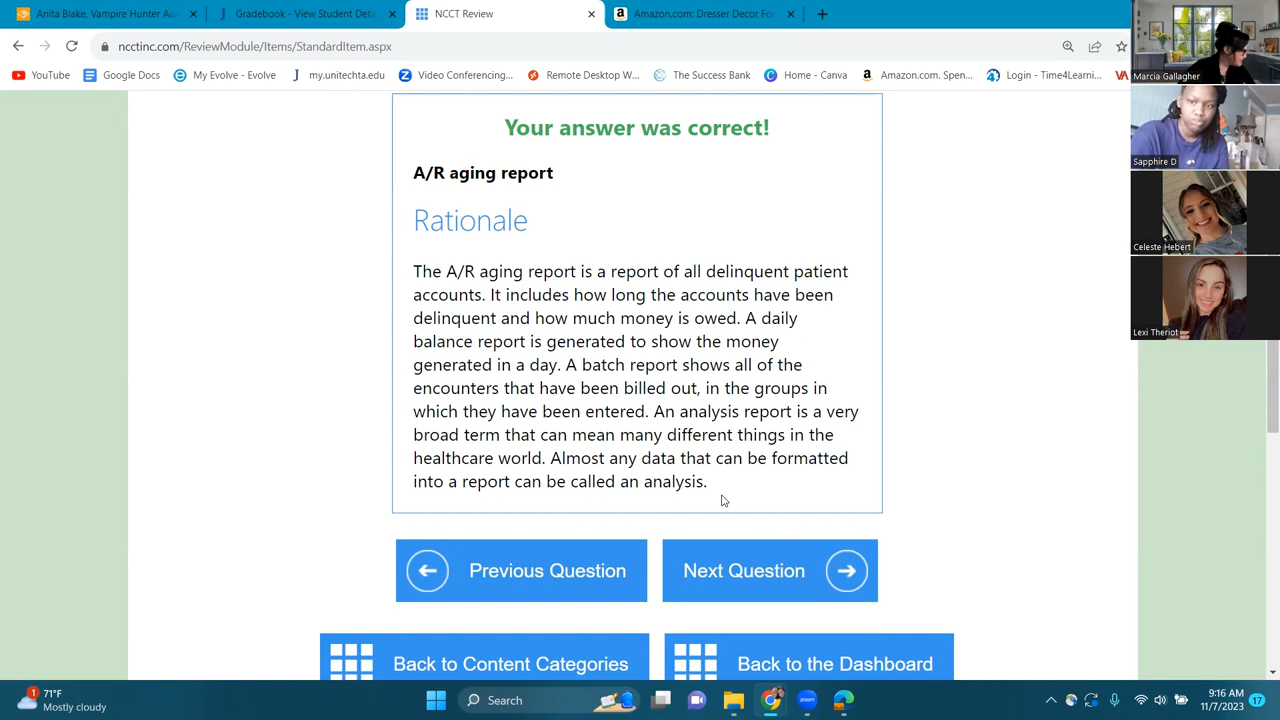 Anita Blake, Vampire Hunter Au
Gradebook - View Student Deta
NCCT Review
Amazon.com: Dresser Decor For
ncctinc.com/ReviewModule/Items/StandardItem.aspx
YouTube
Google Docs
My Evolve - Evolve
my.unitechta.edu
Video Conferencing,...
Remote Desktop W...
The Success Bank
Home - Canva
Amazon.com. Spen...
Login - Time4Learni...
Marcia Gallagher
Sapphire D
Celeste Hebert
Lexi Theriot
Your answer was correct!
A/R aging report
Rationale
The A/R aging report is a report of all delinquent patient
accounts. It includes how long the accounts have been
delinquent and how much money is owed. A daily
balance report is generated to show the money
generated in a day. A batch report shows all of the
encounters that have been billed out, in the groups in
which they have been entered. An analysis report is a very
broad term that can mean many different things in the
healthcare world. Almost any data that can be formatted
into a report can be called an analysis.
Previous Question
Next Question
Back to Content Categories
Back to the Dashboard
1
71°F
Mostly cloudy
Search
9:16 AM
11/7/2023
17